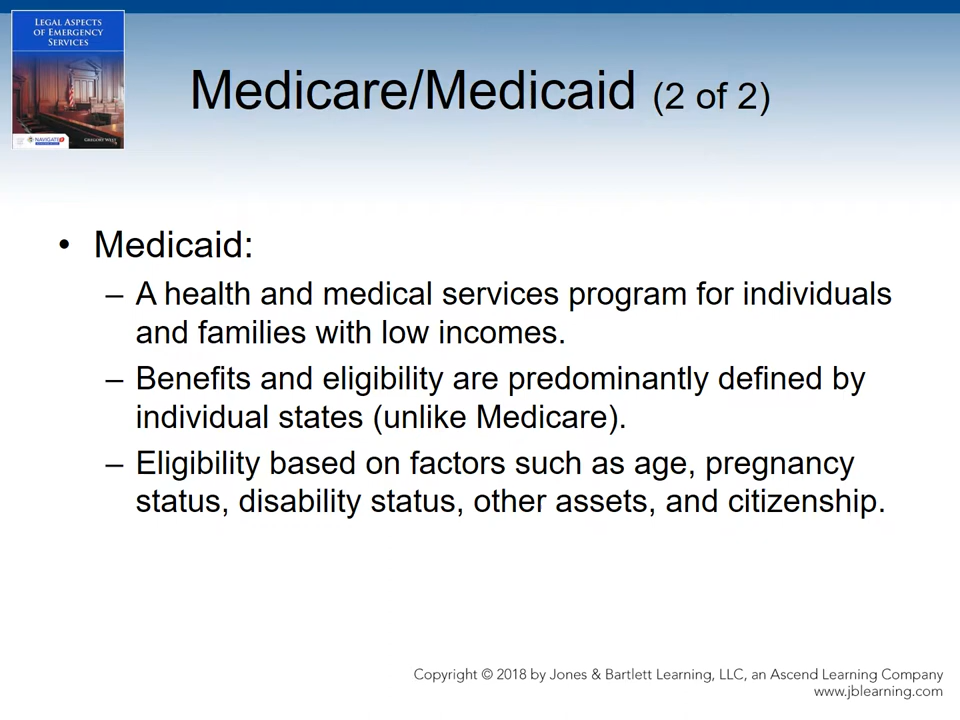 LEGAL ASPECTS
OF EMERGENCY
SERVICES
NAVIGATE
GREGORY WEST
Medicare/Medicaid (2 of 2)
• Medicaid:
– A health and medical services program for individuals
and families with low incomes.
– Benefits and eligibility are predominantly defined by
individual states (unlike Medicare).
– Eligibility based on factors such as age, pregnancy
status, disability status, other assets, and citizenship.
Copyright © 2018 by Jones & Bartlett Learning, LLC, an Ascend Learning Company
www.jblearning.com